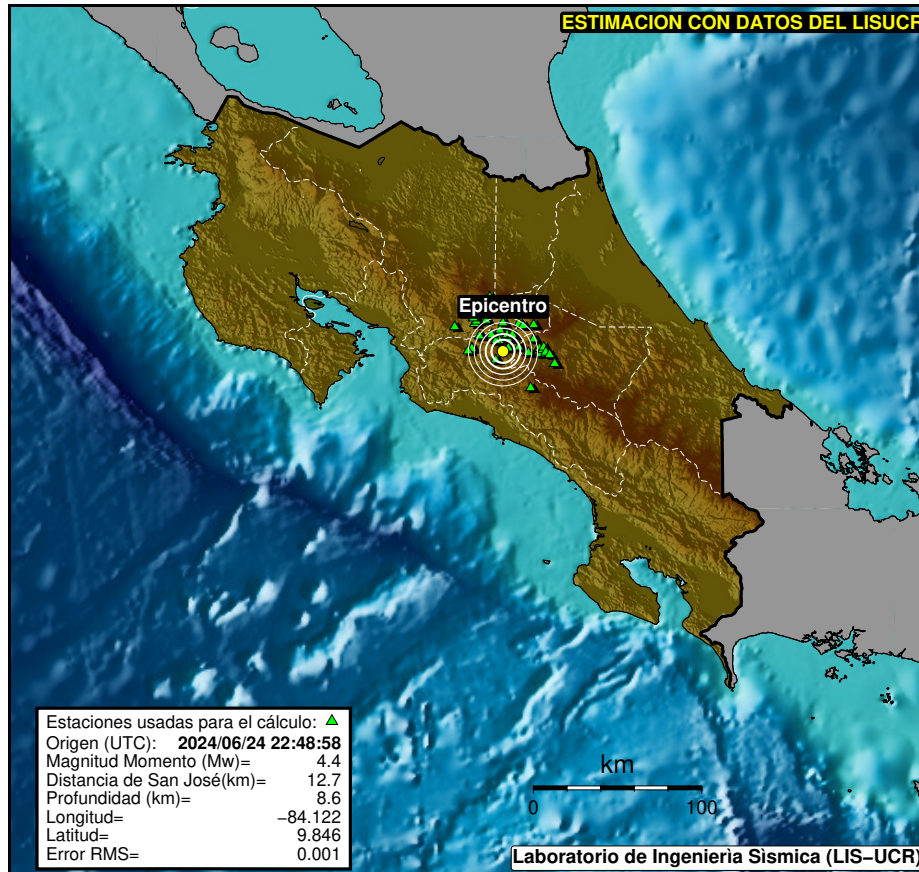 ESTIMACION CON DATOS DEL LISUCR
Epicentro
km
0 100
Estaciones usadas para el cálculo:
Origen (UTC): 2024/06/24 22:48:58
Magnitud Momento (Mw)= 4.4
Distancia de San José(km)= 12.7
Profundidad (km)= 8.6
Longitud= −84.122
Latitud= 9.846
Error RMS= 0.001
Laboratorio de Ingenierìa Sìsmica (LIS−UCR)